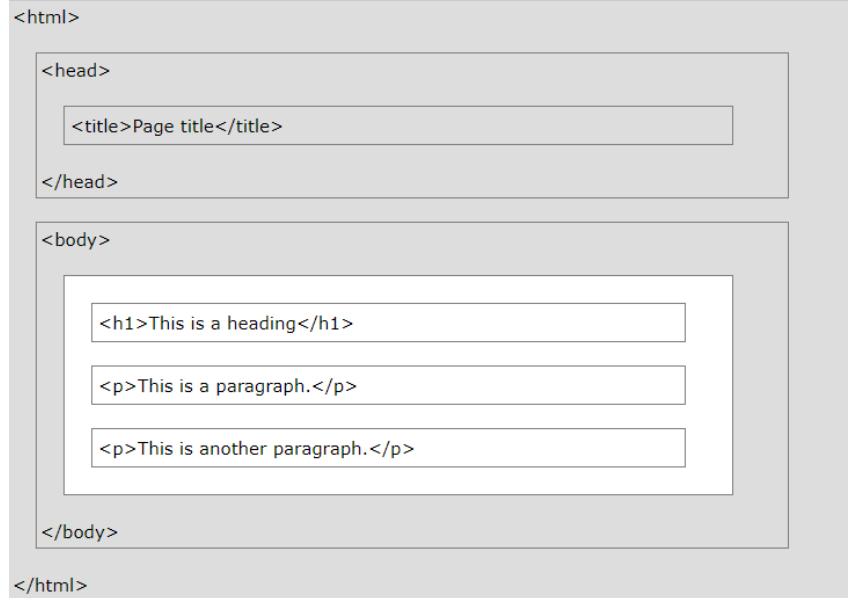 <html>
<head>
<title>Page title</title>
</head>
<body>
<h1>This is a heading</h1>
<p>This is a paragraph.</p>
<p>This is another paragraph.</p>
</body>
</html>